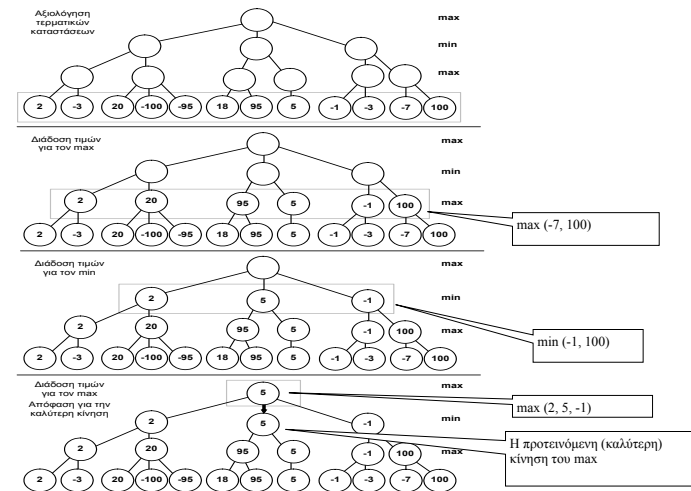 Αξιολόγηση
τερματικών
καταστάσεων
max
min
max
2 -3 20 -100 -95 18 95 5 -1 -3 -7 100
Διάδοση τιμών
για τον max
max
min
2 20 95 5 -1 100 max
2 -3 20 -100 -95 18 95 5 -1 -3 -7 100
max (-7, 100)
Διάδοση τιμών
για τον min
max
2 5 -1 min
2 20 95 5 -1 100 max
2 -3 20 -100 -95 18 95 5 -1 -3 -7 100
min (-1, 100)
Διάδοση τιμών
για τον max
Απόφαση για την
καλύτερη κίνηση
5 max
max (2, 5, -1)
2 5 -1 min
2 20 95 5 -1 100 max
2 -3 20 -100 -95 18 95 5 -1 -3 -7 100
Η προτεινόμενη (καλύτερη)
κίνηση του max